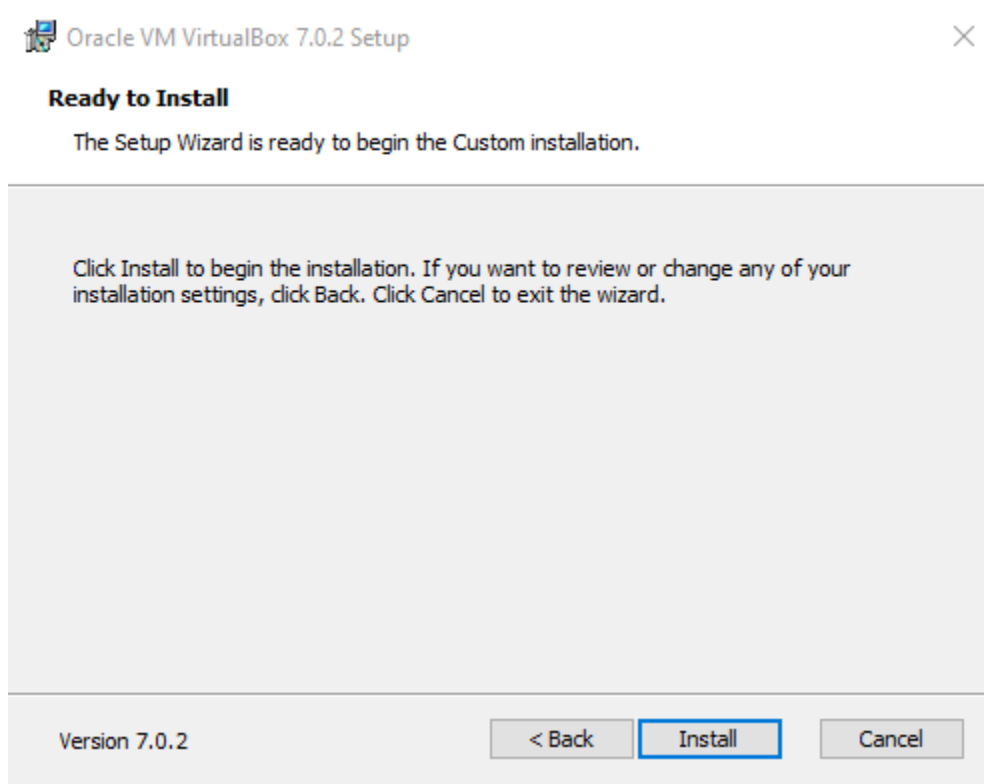 Oracle VM VirtualBox 7.0.2 Setup
Ready to Install
The Setup Wizard is ready to begin the Custom installation.
Click Install to begin the installation. If you want to review or change any of your
installation settings, click Back. Click Cancel to exit the wizard.
Version 7.0.2
< Back
Install
Cancel